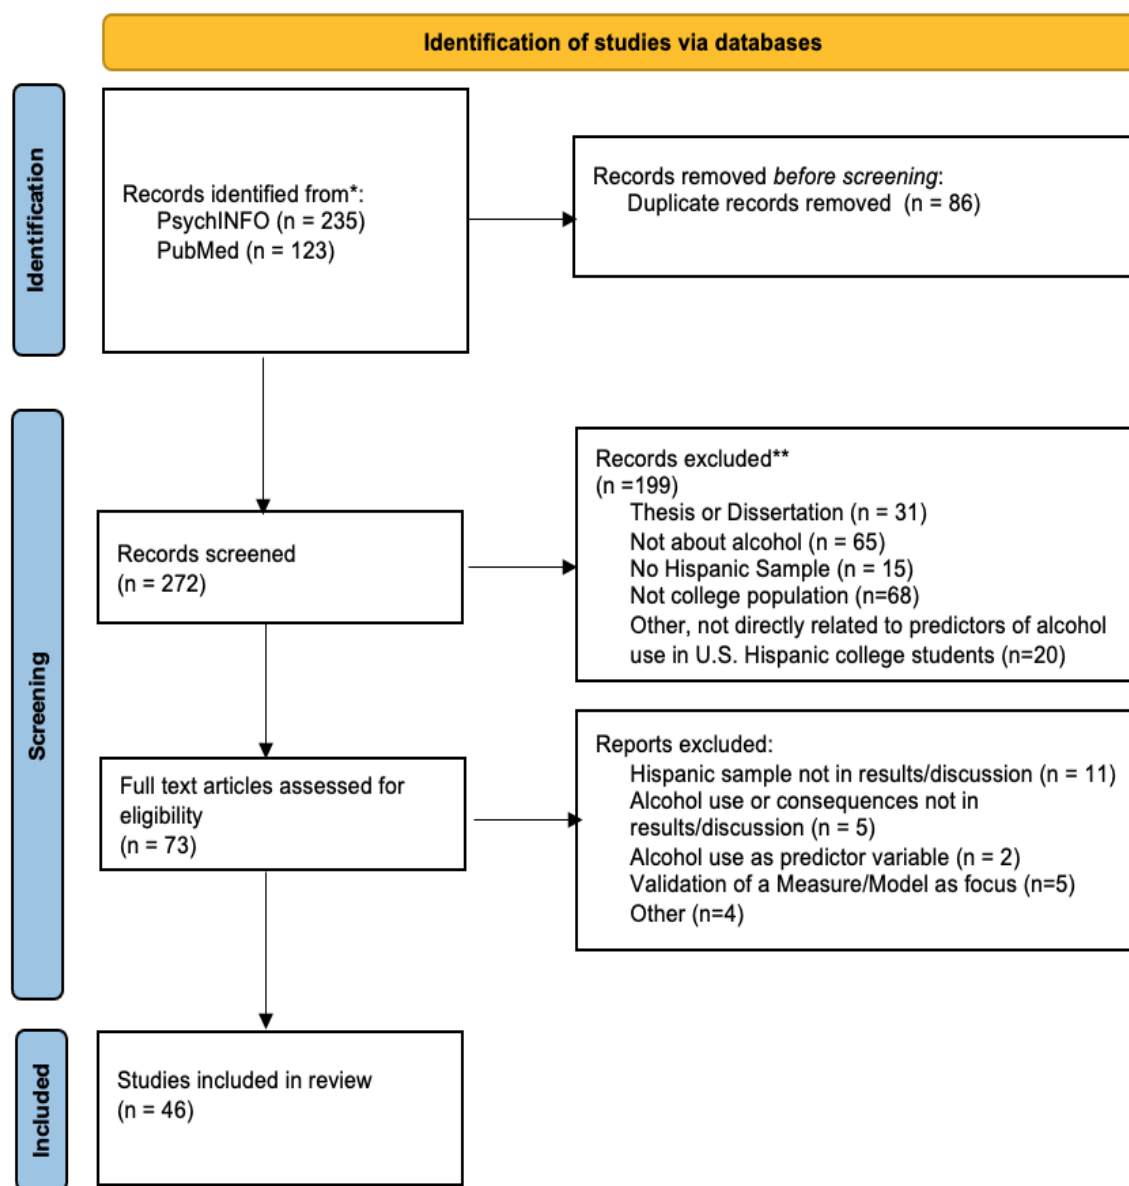 Identification of studies via databases
Identification
Records identified from*:
PsychINFO (n = 235)
PubMed (n = 123)
Records removed before screening:
Duplicate records removed (n = 86)
Screening
Records screened
(n = 272)
Records excluded**
(n =199)
Thesis or Dissertation (n = 31)
Not about alcohol (n = 65)
No Hispanic Sample (n = 15)
Not college population (n=68)
Other, not directly related to predictors of alcohol
use in U.S. Hispanic college students (n=20)
Full text articles assessed for
eligibility
(n = 73)
Reports excluded:
Hispanic sample not in results/discussion (n = 11)
Alcohol use or consequences not in
results/discussion (n = 5)
Alcohol use as predictor variable (n = 2)
Validation of a Measure/Model as focus (n=5)
Other (n=4)
Included
Studies included in review
(n = 46)